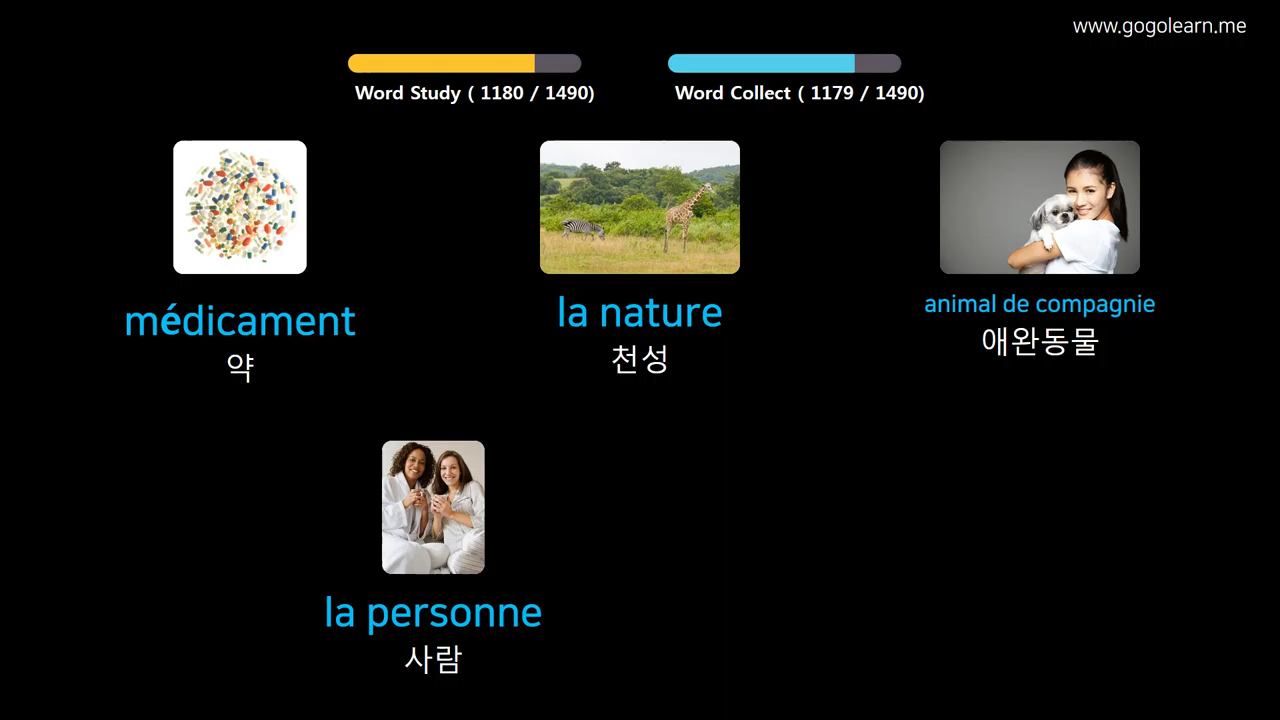 www.gogolearn.me
Word Study ( 1180 / 1490)
Word Collect ( 1179 / 1490)
médicament
약
la nature
천성
animal de compagnie
애완동물
la personne
사람